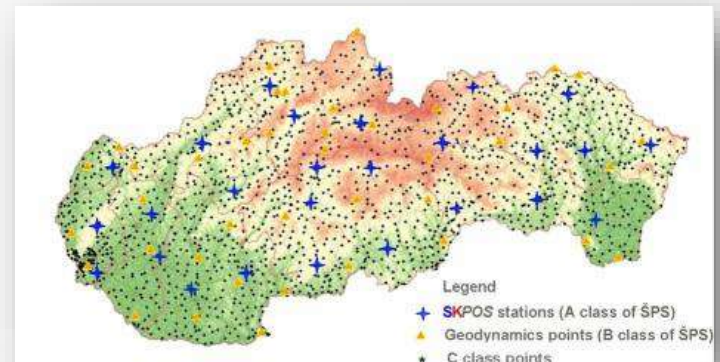 Legend
SKPOS stations (A class of ŠPS)
Geodynamics points (B class of ŠPS)
C class points